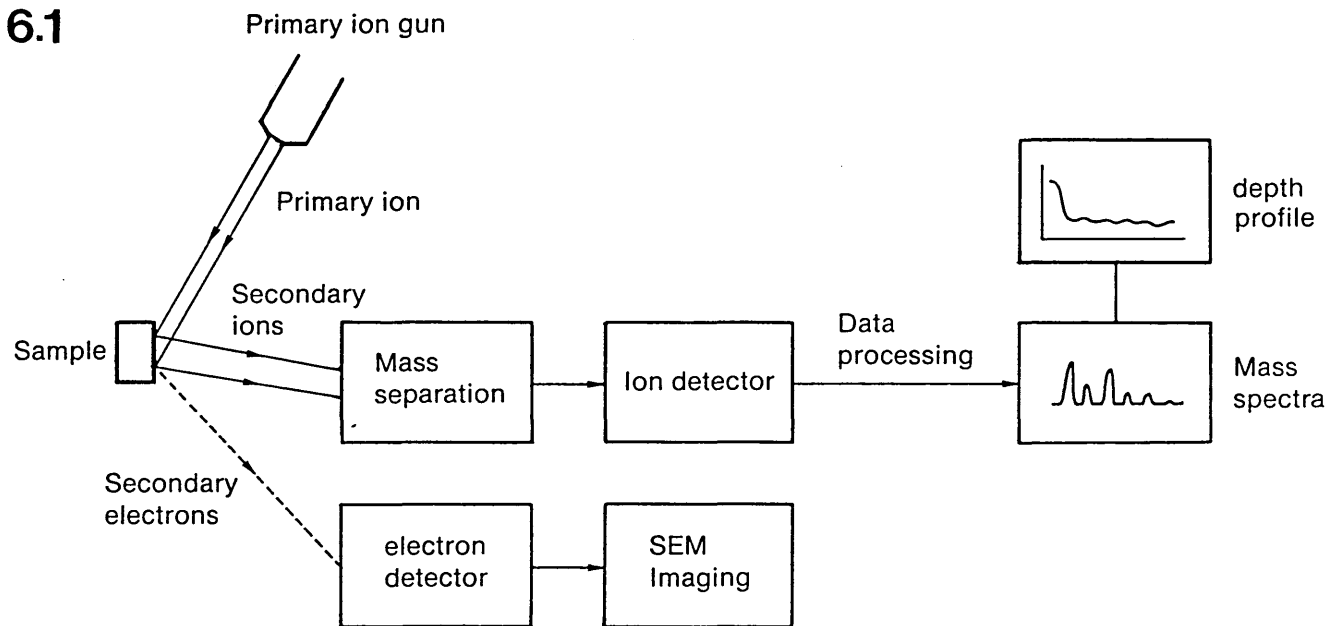 6.1
Primary ion gun
Primary ion
Secondary
ions
Sample
Mass
separation
Ion detector
Data
processing
depth
profile
Mass
spectra
Secondary
electrons
electron
detector
SEM
Imaging